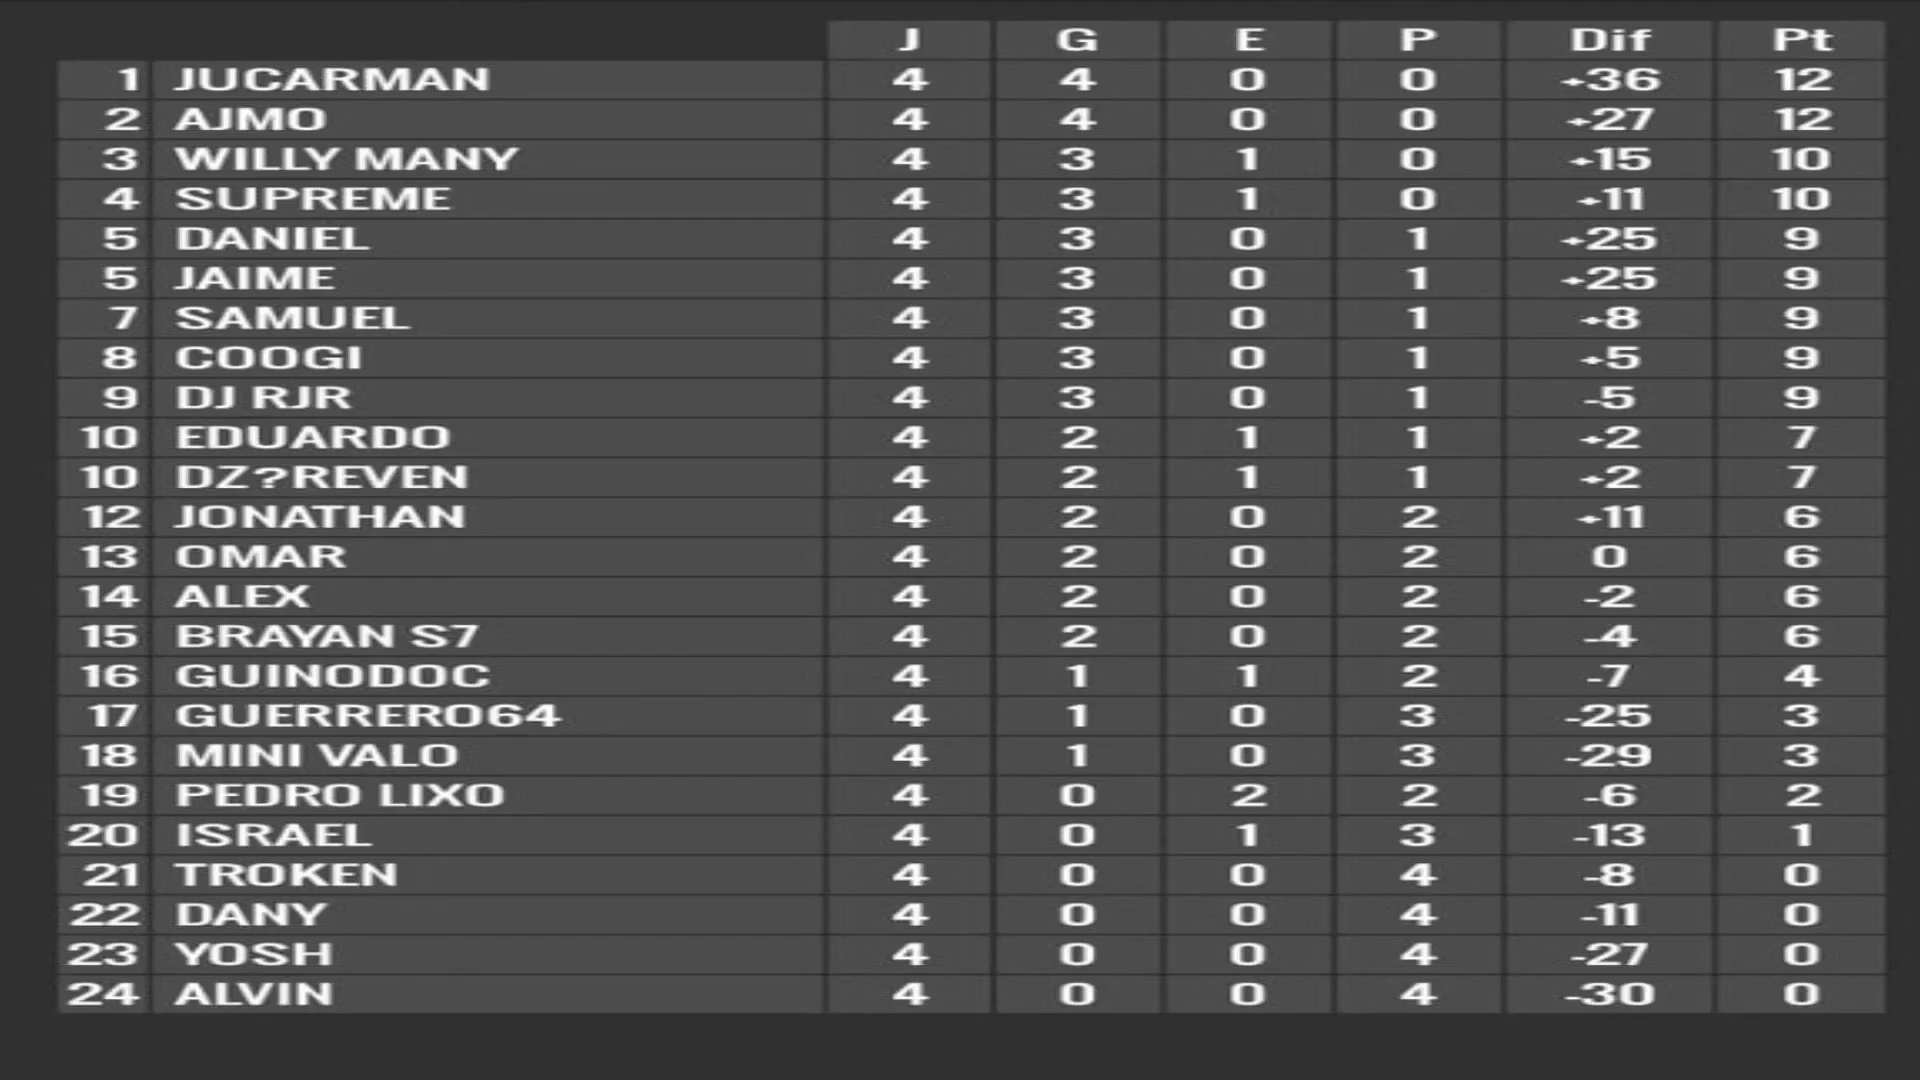 J G E P Dif Pt
1 JUCARMAN 4 4 0 0 +36 12
2 AJMO 4 4 0 0 +27 12
3 WILLY MANY 4 3 1 0 +15 10
4 SUPREME 4 3 1 0 +11 10
5 DANIEL 4 3 0 1 +25 9
5 JAIME 4 3 0 1 +25 9
7 SAMUEL 4 3 0 1 +8 9
8 COOGI 4 3 0 1 +5 9
9 DJ RJR 4 3 0 1 -5 9
10 EDUARDO 4 2 1 1 +2 7
10 DZ?REVEN 4 2 1 1 +2 7
12 JONATHAN 4 2 0 2 +11 6
13 OMAR 4 2 0 2 0 6
14 ALEX 4 2 0 2 -2 6
15 BRAYAN S7 4 2 0 2 -4 6
16 GUINODOC 4 1 1 2 -7 4
17 GUERRERO64 4 1 0 3 -25 3
18 MINI VALO 4 1 0 3 -29 3
19 PEDRO LIXO 4 0 2 2 -6 2
20 ISRAEL 4 0 1 3 -13 1
21 TROKEN 4 0 0 4 -8 0
22 DANY 4 0 0 4 -11 0
23 YOSH 4 0 0 4 -27 0
24 ALVIN 4 0 0 4 -30 0